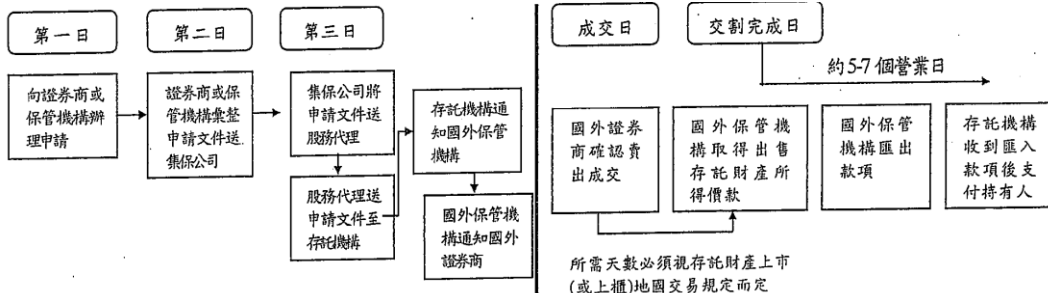 第一日
第二日
第三日
向證券商或
保管機構辦
理申請
證券商或保
管機構彙整
申請文件送
集保公司
集保公司將
申請文件送
股務代理
股務代理送
申請文件至
存託機構
存託機構通
知國外保管
機構
國外保管機
構通知國外
證券商
成交日
交割完成日
約5-7個營業日
國外證券
商確認賣
出成交
國外保管機
構取得出售
存託財產所
得價款
國外保管
機構匯出
款項
存託機構
收到匯入
款項後支
付持有人
所需天數必須視存託財產上市
(或上櫃)地國交易規定而定